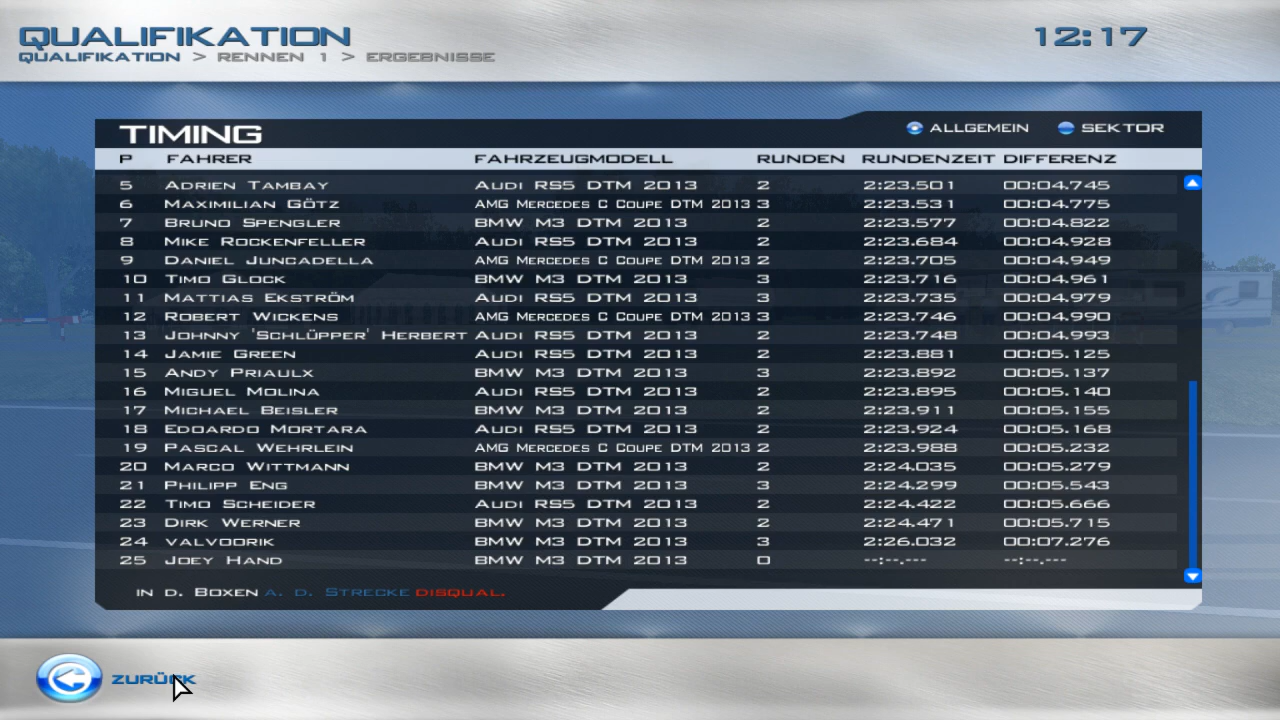 QUALIFIKATION 12:17
QUALIFIKATION > RENNEN 1 > ERGEBNISSE
TIMING ALLGEMEIN SEKTOR
P FAHRER FAHRZEUGMODELL RUNDEN RUNDENZEIT DIFFERENZ
5 ADRIEN TAMBAY AUDI RS5 DTM 2013 2 2:23.501 00:04.745
6 MAXIMILIAN GÖTZ AMG MERCEDES C COUPE DTM 2013 3 2:23.531 00:04.775
7 BRUNO SPENGLER BMW M3 DTM 2013 2 2:23.577 00:04.822
8 MIKE ROCKENFELLER AUDI RS5 DTM 2013 2 2:23.684 00:04.928
9 DANIEL JUNCADELLA AMG MERCEDES C COUPE DTM 2013 2 2:23.705 00:04.949
10 TIMO GLOCK BMW M3 DTM 2013 3 2:23.716 00:04.961
11 MATTIAS EKSTRÖM AUDI RS5 DTM 2013 3 2:23.735 00:04.979
12 ROBERT WICKENS AMG MERCEDES C COUPE DTM 2013 3 2:23.746 00:04.990
13 JOHNNY 'SCHLÜPPER' HERBERT AUDI RS5 DTM 2013 2 2:23.748 00:04.993
14 JAMIE GREEN AUDI RS5 DTM 2013 2 2:23.881 00:05.125
15 ANDY PRIAULX BMW M3 DTM 2013 3 2:23.892 00:05.137
16 MIGUEL MOLINA AUDI RS5 DTM 2013 2 2:23.895 00:05.140
17 MICHAEL BEISLER BMW M3 DTM 2013 2 2:23.911 00:05.155
18 EDOARDO MORTARA AUDI RS5 DTM 2013 2 2:23.924 00:05.168
19 PASCAL WEHRLEIN AMG MERCEDES C COUPE DTM 2013 2 2:23.988 00:05.232
20 MARCO WITTMANN BMW M3 DTM 2013 2 2:24.035 00:05.279
21 PHILIPP ENG BMW M3 DTM 2013 3 2:24.299 00:05.543
22 TIMO SCHEIDER AUDI RS5 DTM 2013 2 2:24.422 00:05.666
23 DIRK WERNER BMW M3 DTM 2013 2 2:24.471 00:05.715
24 VALVOORIK BMW M3 DTM 2013 3 2:26.032 00:07.276
25 JOEY HAND BMW M3 DTM 2013 0 --:--.--- --:--.---
IN D. BOXEN A. D. STRECKE DISQUAL.
ZURÜCK